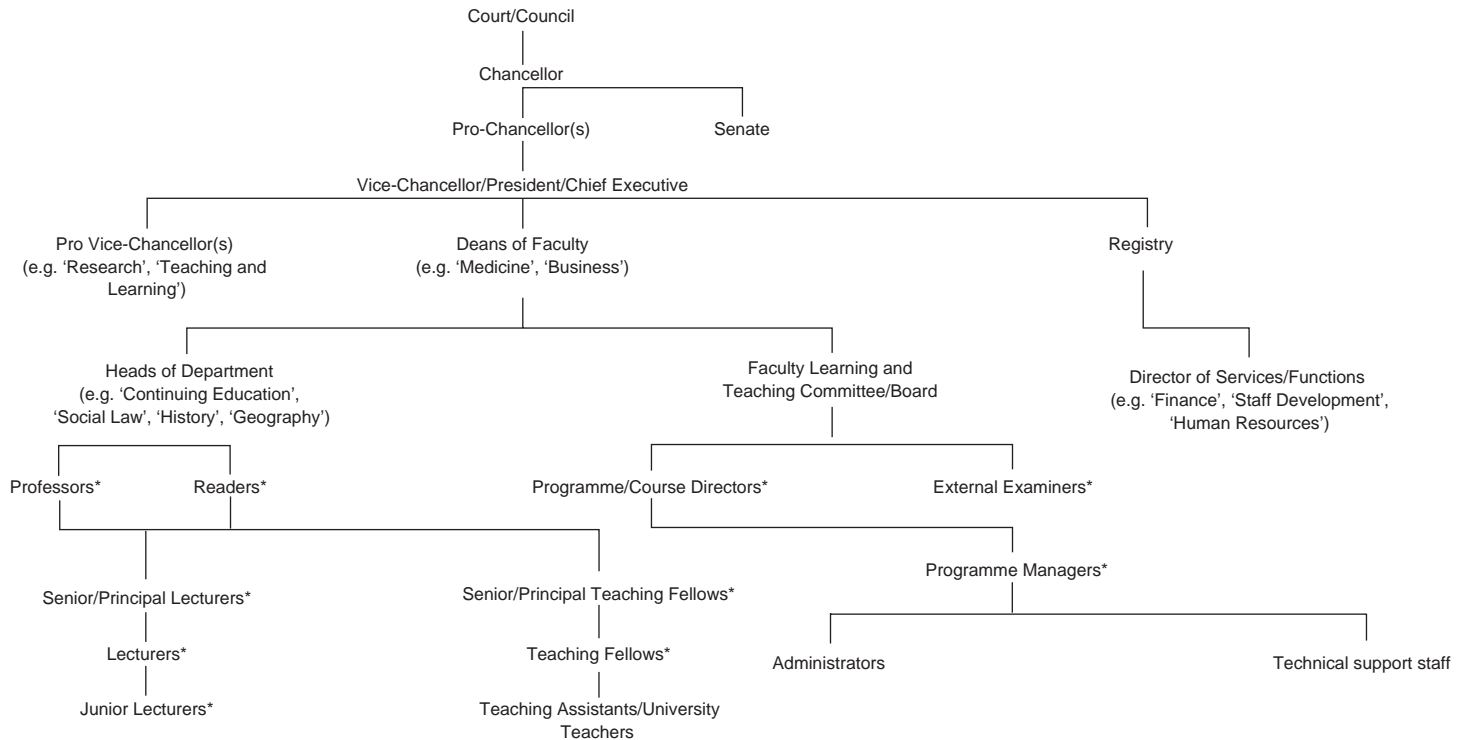 Court/Council
Chancellor
Pro-Chancellor(s)
Senate
Vice-Chancellor/President/Chief Executive
Pro Vice-Chancellor(s)
(e.g. ‘Research’, ‘Teaching and
Learning’)
Deans of Faculty
(e.g. ‘Medicine’, ‘Business’)
Registry
Heads of Department
(e.g. ‘Continuing Education’,
‘Social Law’, ‘History’, ‘Geography’)
Faculty Learning and
Teaching Committee/Board
Director of Services/Functions
(e.g. ‘Finance’, ‘Staff Development’,
‘Human Resources’)
Professors*
Readers*
Programme/Course Directors*
External Examiners*
Programme Managers*
Senior/Principal Lecturers*
Senior/Principal Teaching Fellows*
Lecturers*
Teaching Fellows*
Administrators
Technical support staff
Junior Lecturers*
Teaching Assistants/University
Teachers